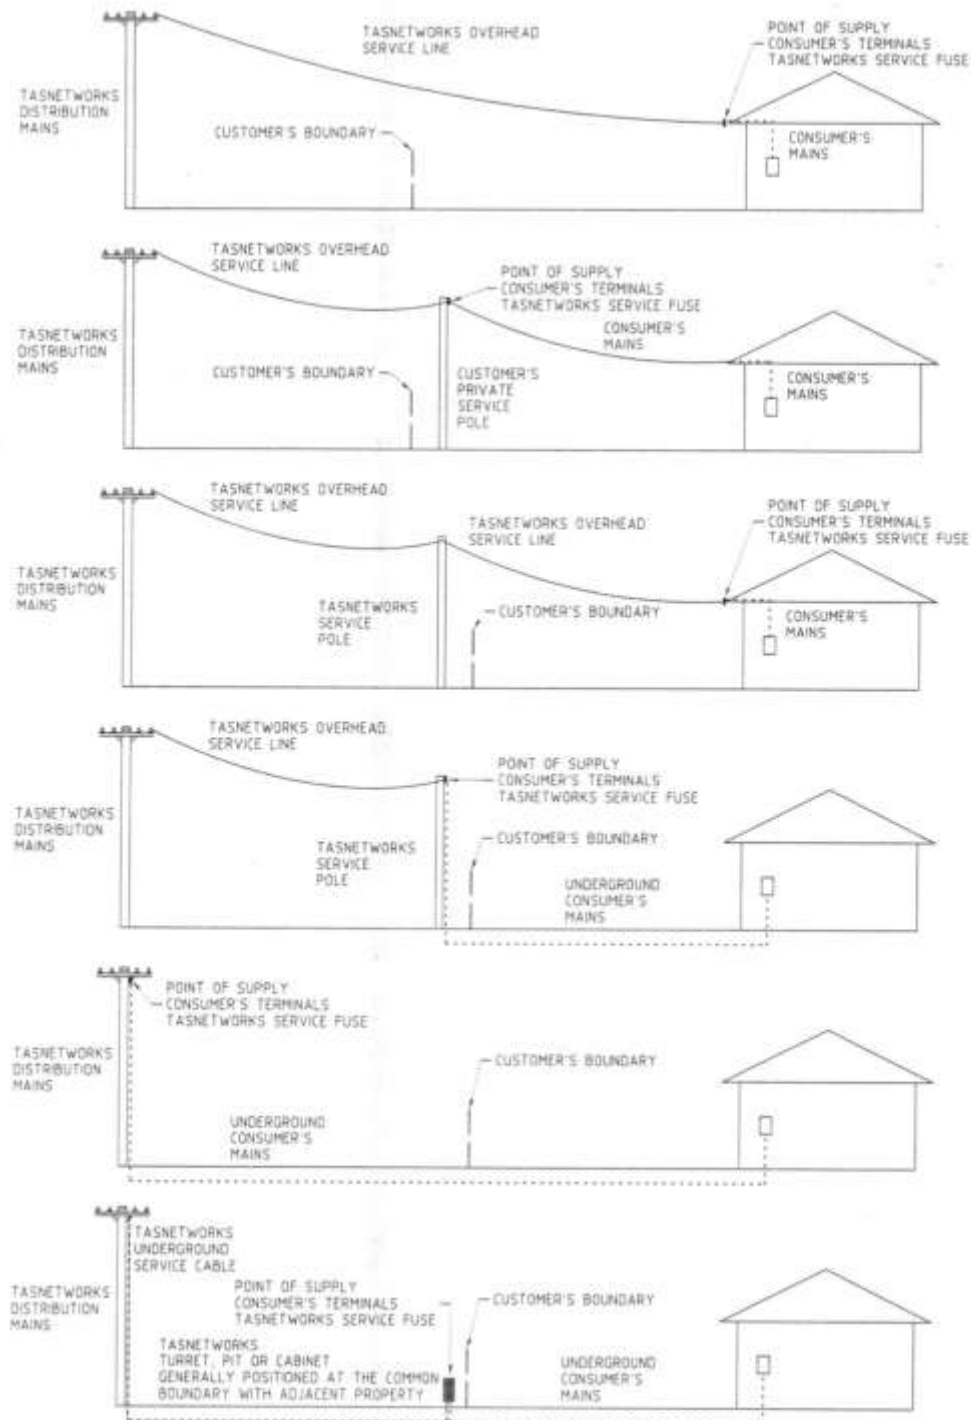 TASNETWORKS OVERHEAD
SERVICE LINE
POINT OF SUPPLY
CONSUMER'S TERMINALS
TASNETWORKS SERVICE FUSE
TASNETWORKS
DISTRIBUTION
MAINS
CUSTOMER'S BOUNDARY
CONSUMER'S
MAINS
TASNETWORKS OVERHEAD
SERVICE LINE
POINT OF SUPPLY
CONSUMER'S TERMINALS
TASNETWORKS SERVICE FUSE
CONSUMER'S
MAINS
TASNETWORKS
DISTRIBUTION
MAINS
CUSTOMER'S BOUNDARY
CUSTOMER'S
PRIVATE
SERVICE
POLE
CONSUMER'S
MAINS
TASNETWORKS OVERHEAD
SERVICE LINE
TASNETWORKS OVERHEAD
SERVICE LINE
POINT OF SUPPLY
CONSUMER'S TERMINALS
TASNETWORKS SERVICE FUSE
TASNETWORKS
DISTRIBUTION
MAINS
TASNETWORKS
SERVICE
POLE
CUSTOMER'S BOUNDARY
CONSUMER'S
MAINS
TASNETWORKS OVERHEAD
SERVICE LINE
POINT OF SUPPLY
CONSUMER'S TERMINALS
TASNETWORKS SERVICE FUSE
TASNETWORKS
DISTRIBUTION
MAINS
TASNETWORKS
SERVICE
POLE
CUSTOMER'S BOUNDARY
UNDERGROUND
CONSUMER'S
MAINS
POINT OF SUPPLY
CONSUMER'S TERMINALS
TASNETWORKS SERVICE FUSE
TASNETWORKS
DISTRIBUTION
MAINS
CUSTOMER'S BOUNDARY
UNDERGROUND
CONSUMER'S
MAINS
TASNETWORKS
UNDERGROUND
SERVICE CABLE
TASNETWORKS
DISTRIBUTION
MAINS
POINT OF SUPPLY
CONSUMER'S TERMINALS
TASNETWORKS SERVICE FUSE
CUSTOMER'S BOUNDARY
TASNETWORKS
TURRET, PIT OR CABINET
GENERALLY POSITIONED AT THE COMMON
BOUNDARY WITH ADJACENT PROPERTY
UNDERGROUND
CONSUMER'S
MAINS